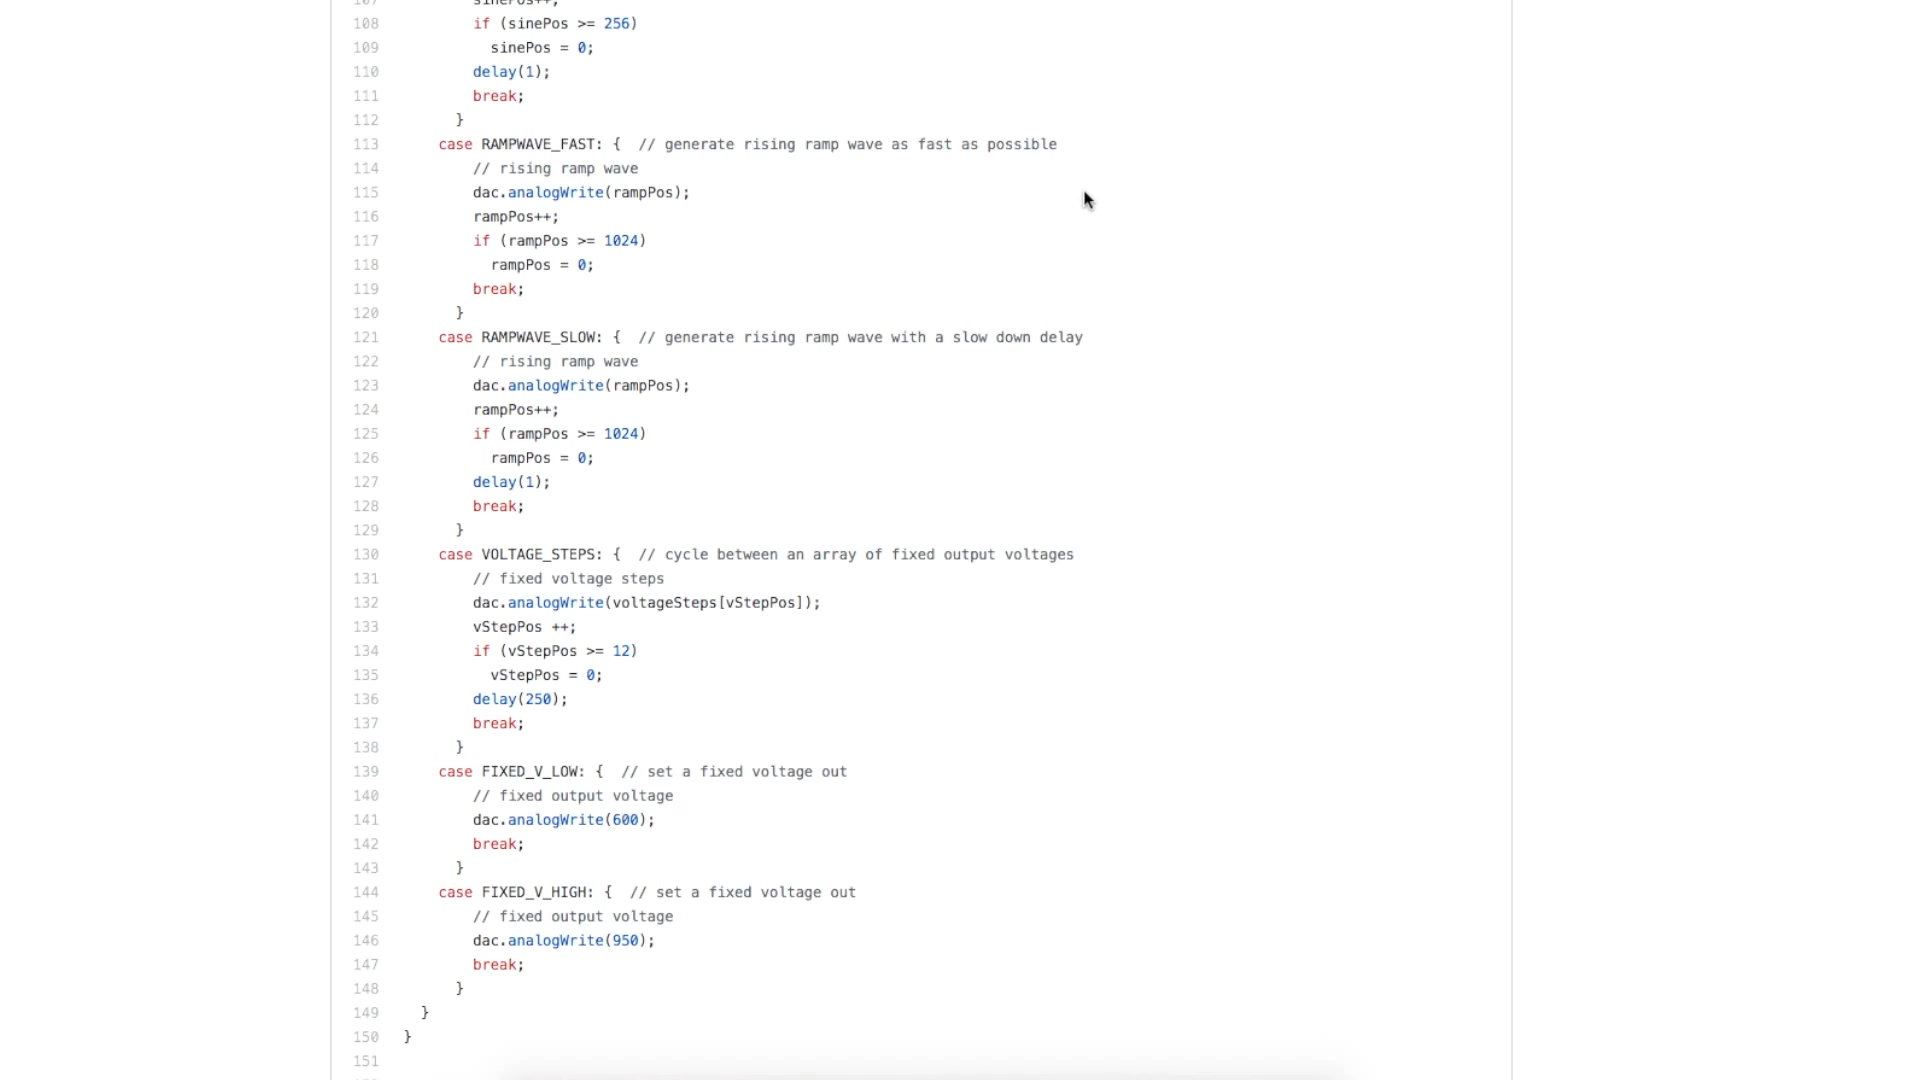 107 sinePos++;
108 if (sinePos >= 256)
109 sinePos = 0;
110 delay(1);
111 break;
112 }
113 case RAMPWAVE_FAST: { // generate rising ramp wave as fast as possible
114 // rising ramp wave
115 dac.analogWrite(rampPos);
116 rampPos++;
117 if (rampPos >= 1024)
118 rampPos = 0;
119 break;
120 }
121 case RAMPWAVE_SLOW: { // generate rising ramp wave with a slow down delay
122 // rising ramp wave
123 dac.analogWrite(rampPos);
124 rampPos++;
125 if (rampPos >= 1024)
126 rampPos = 0;
127 delay(1);
128 break;
129 }
130 case VOLTAGE_STEPS: { // cycle between an array of fixed output voltages
131 // fixed voltage steps
132 dac.analogWrite(voltageSteps[vStepPos]);
133 vStepPos ++;
134 if (vStepPos >= 12)
135 vStepPos = 0;
136 delay(250);
137 break;
138 }
139 case FIXED_V_LOW: { // set a fixed voltage out
140 // fixed output voltage
141 dac.analogWrite(600);
142 break;
143 }
144 case FIXED_V_HIGH: { // set a fixed voltage out
145 // fixed output voltage
146 dac.analogWrite(950);
147 break;
148 }
149 }
150 }
151